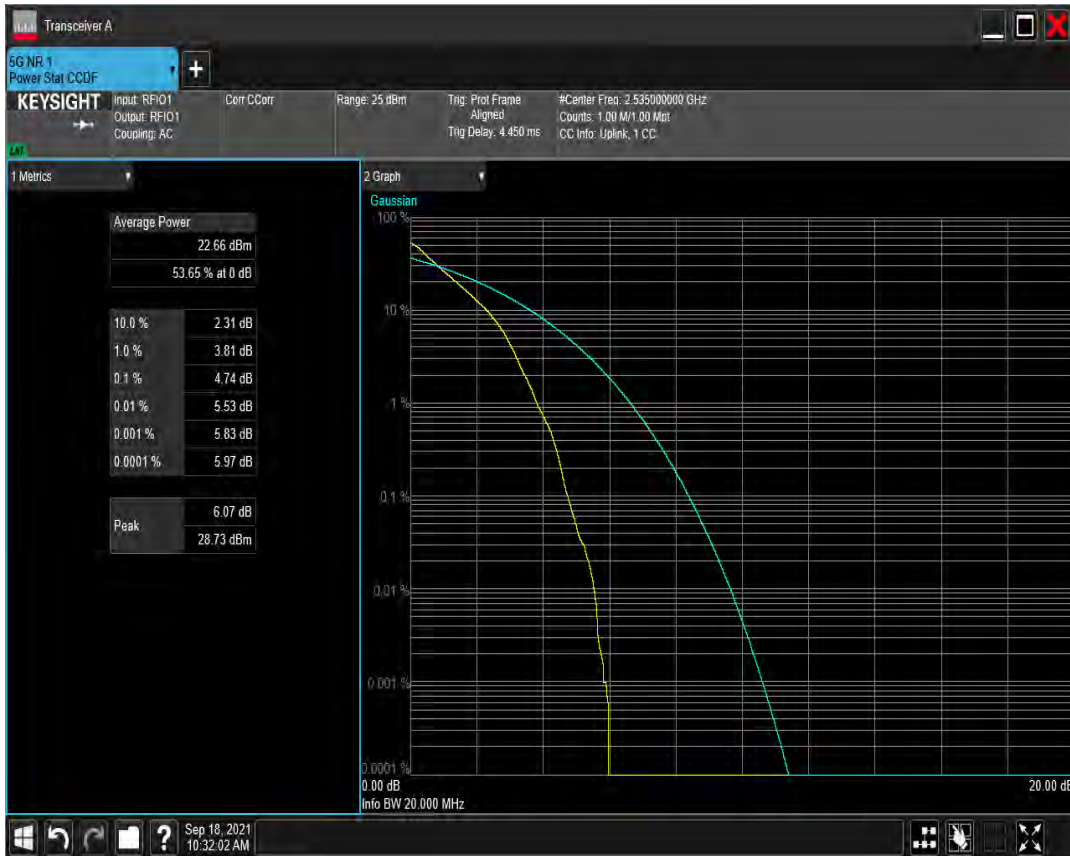 Transceiver A
5G NR 1
Power Stat CCDF
+
KEYSIGHT
Input: RFIO1
Output: RFIO1
Coupling: AC
Corr CCorr
Range: 25 dBm
Trig: Prot Frame
Aligned
Trig Delay: 4.450 ms
#Center Freq: 2.535000000 GHz
Counts: 1.00 M/1.00 Mpt
CC Info: Uplink, 1 CC
1 Metrics
Average Power
22.66 dBm
53.65 % at 0 dB
10.0 % 2.31 dB
1.0 % 3.81 dB
0.1 % 4.74 dB
0.01 % 5.53 dB
0.001 % 5.83 dB
0.0001 % 5.97 dB
Peak
6.07 dB
28.73 dBm
2 Graph
Gaussian
100 %
10 %
1 %
0.1 %
0.01 %
0.001 %
0.0001 %
0.00 dB
20.00 dB
Info BW 20.000 MHz
?
Sep 18, 2021
10:32:02 AM